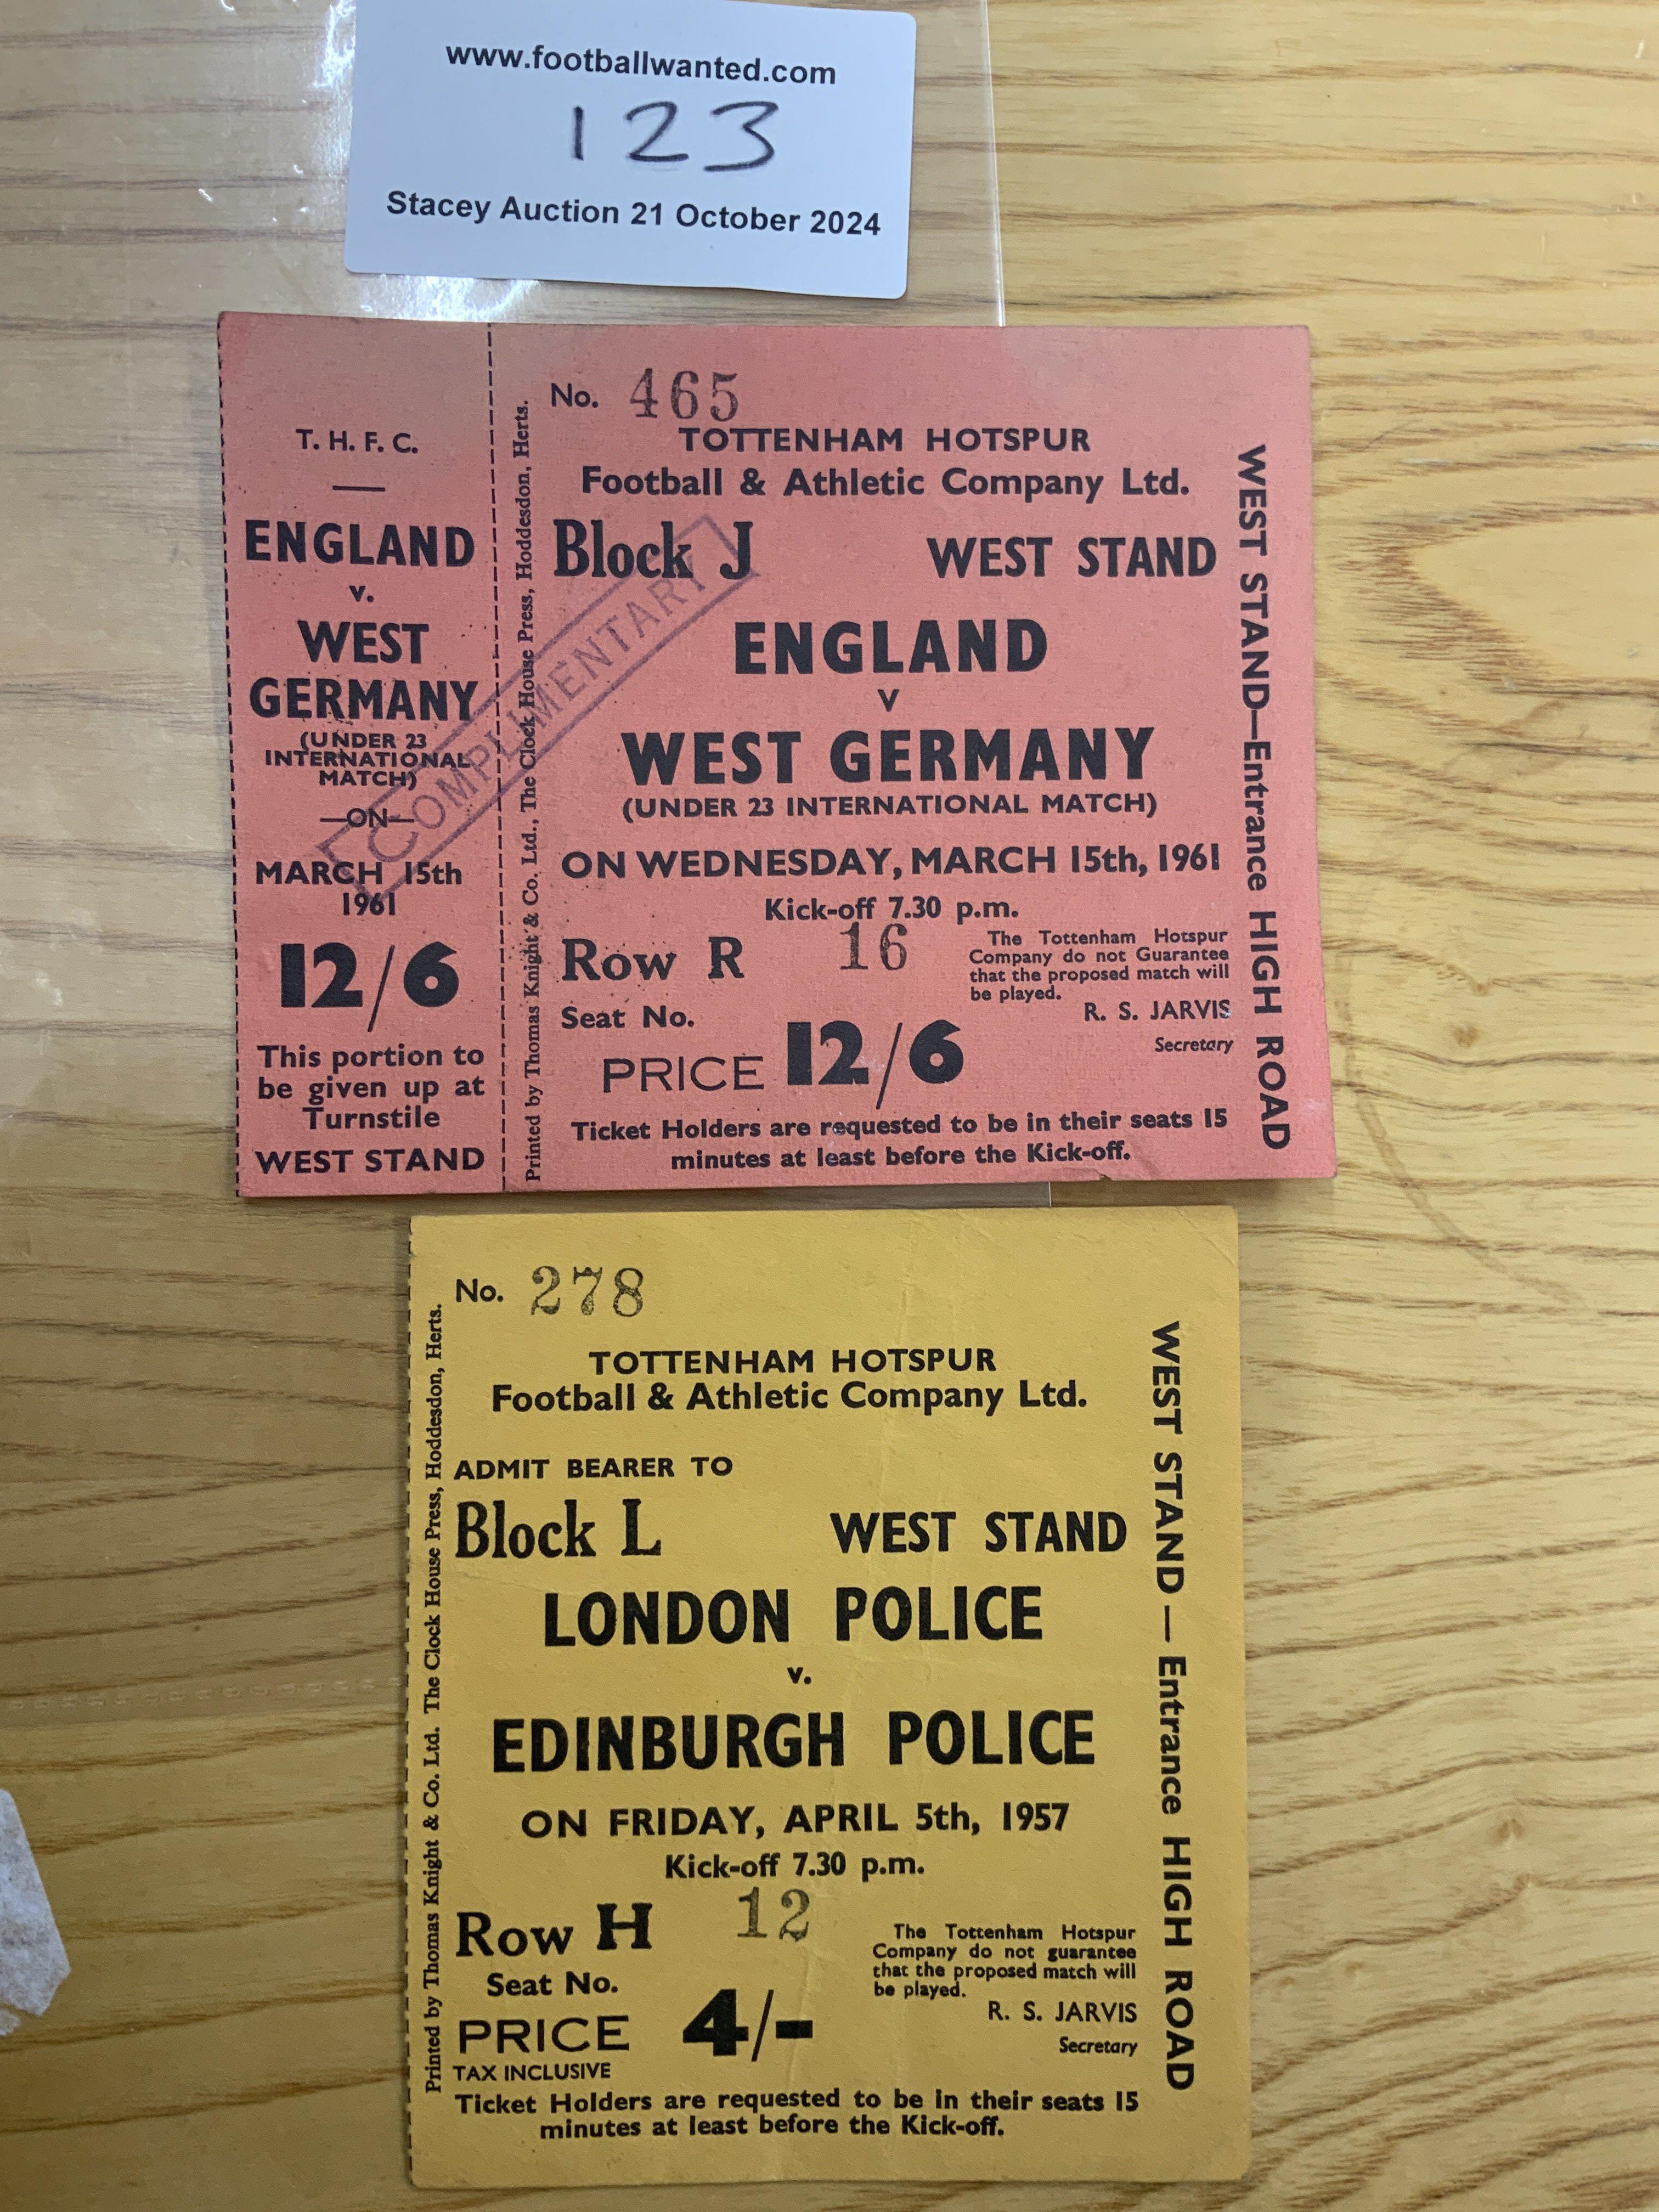 www.footballwanted.com
123
Stacey Auction 21 October 2024
T. H. F. C.
ENGLAND
v.
WEST
GERMANY
(UNDER 23
INTERNATIONAL
MATCH)
—ON—
MARCH 15th
1961
12/6
This portion to
be given up at
Turnstile
WEST STAND
COMPLIMENTARY
Printed by Thomas Knight & Co. Ltd., The Clock House Press, Hoddesdon, Herts.
No. 465
TOTTENHAM HOTSPUR
Football & Athletic Company Ltd.
Block J WEST STAND
ENGLAND
v
WEST GERMANY
(UNDER 23 INTERNATIONAL MATCH)
ON WEDNESDAY, MARCH 15th, 1961
Kick-off 7.30 p.m.
Row R 16
Seat No.
The Tottenham Hotspur
Company do not Guarantee
that the proposed match will
be played.
R. S. JARVIS
Secretary
PRICE 12/6
Ticket Holders are requested to be in their seats 15
minutes at least before the Kick-off.
WEST STAND—Entrance HIGH ROAD
Printed by Thomas Knight & Co. Ltd. The Clock House Press, Hoddesdon, Herts.
No. 278
TOTTENHAM HOTSPUR
Football & Athletic Company Ltd.
ADMIT BEARER TO
Block L WEST STAND
LONDON POLICE
v.
EDINBURGH POLICE
ON FRIDAY, APRIL 5th, 1957
Kick-off 7.30 p.m.
Row H 12
Seat No.
The Tottenham Hotspur
Company do not guarantee
that the proposed match will
be played.
R. S. JARVIS
Secretary
PRICE 4/-
TAX INCLUSIVE
Ticket Holders are requested to be in their seats 15
minutes at least before the Kick-off.
WEST STAND — Entrance HIGH ROAD